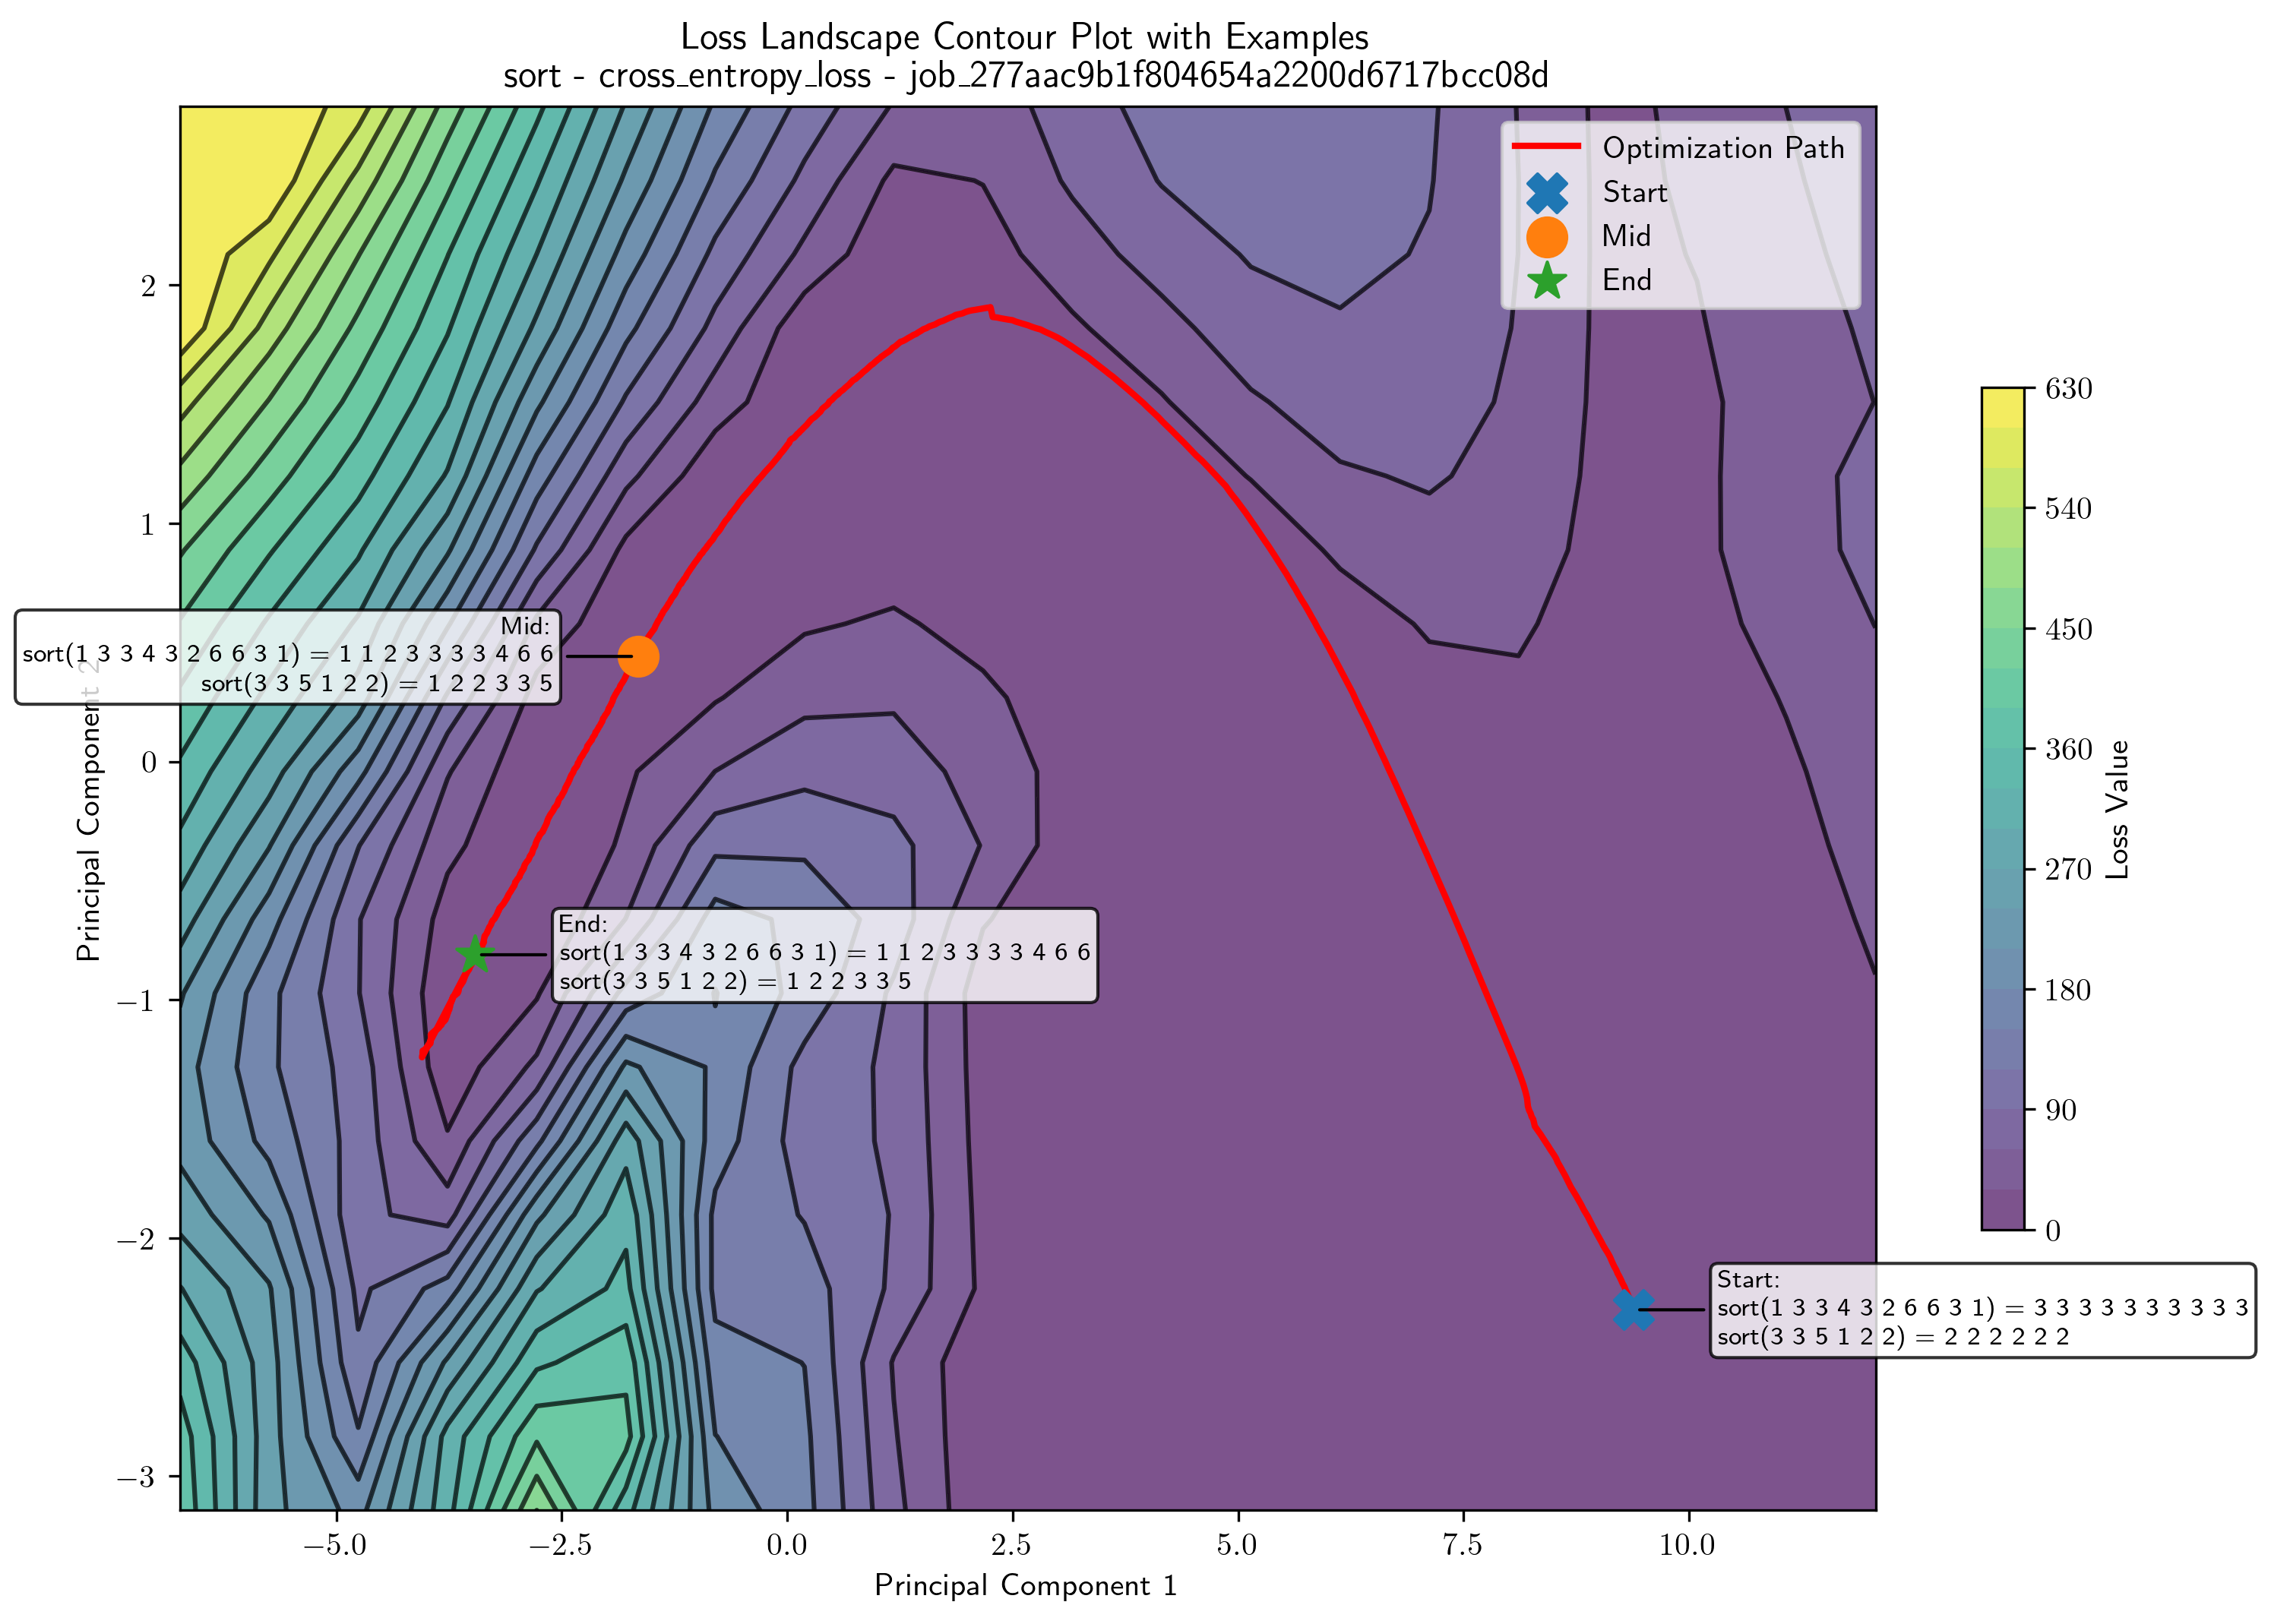 Loss Landscape Contour Plot with Examples
sort - cross_entropy_loss - job_277aac9b1f804654a2200d6717bcc08d
Optimization Path
Start
Mid
End
2
1
0
−1
−2
−3
Principal Component 2
Mid:
sort(1 3 3 4 3 2 6 6 3 1) = 1 1 2 3 3 3 3 4 6 6
sort(3 3 5 1 2 2) = 1 2 2 3 3 5
End:
sort(1 3 3 4 3 2 6 6 3 1) = 1 1 2 3 3 3 3 4 6 6
sort(3 3 5 1 2 2) = 1 2 2 3 3 5
Start:
sort(1 3 3 4 3 2 6 6 3 1) = 3 3 3 3 3 3 3 3 3 3
sort(3 3 5 1 2 2) = 2 2 2 2 2 2
−5.0
−2.5
0.0
2.5
5.0
7.5
10.0
Principal Component 1
630
540
450
360
270
180
90
0
Loss Value